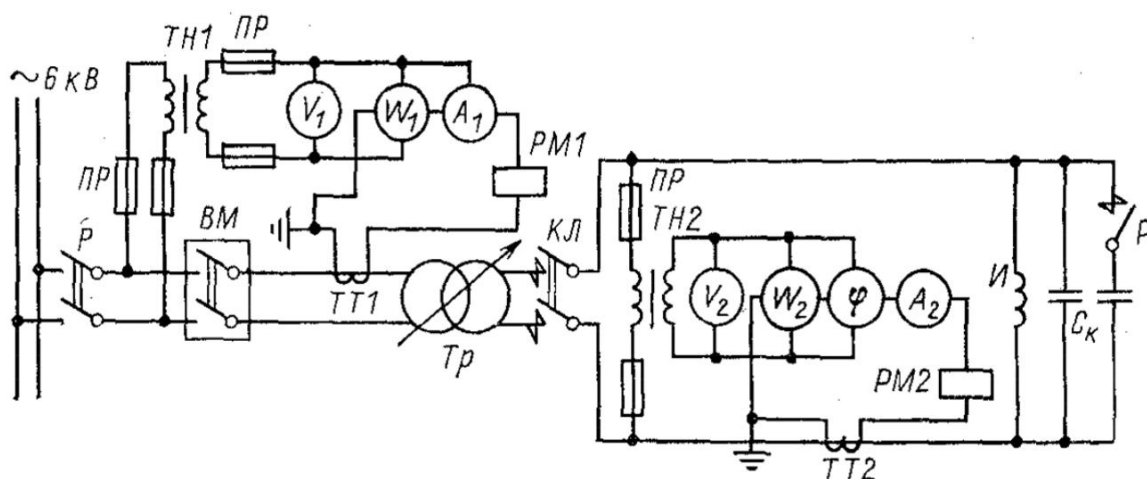 ~6 кВ
ТН1
ПР
V₁
W₁
A₁
РМ1
ПР
Р
ВМ
ТТ1
Тр
КЛ
ПР
ТН2
V₂
W₂
φ
A₂
РМ2
ТТ2
И
Cк
Р